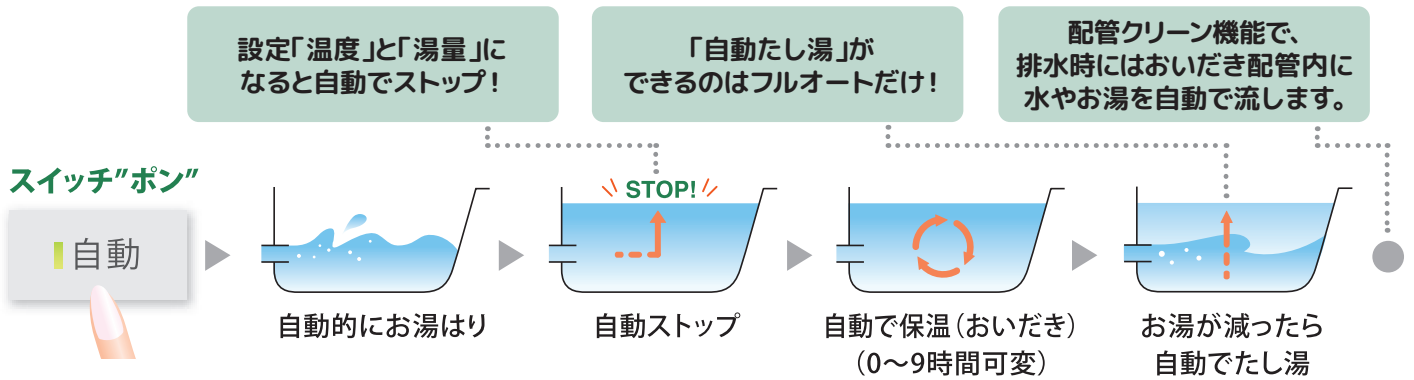 設定「温度」と「湯量」に
なると自動でストップ！
「自動たし湯」が
できるのはフルオートだけ！
配管クリーン機能で、
排水時にはおいだき配管内に
水やお湯を自動で流します。
スイッチ"ポン"
自動
STOP!
自動的にお湯はり
自動ストップ
自動で保温（おいだき）
（0〜9時間可変）
お湯が減ったら
自動でたし湯